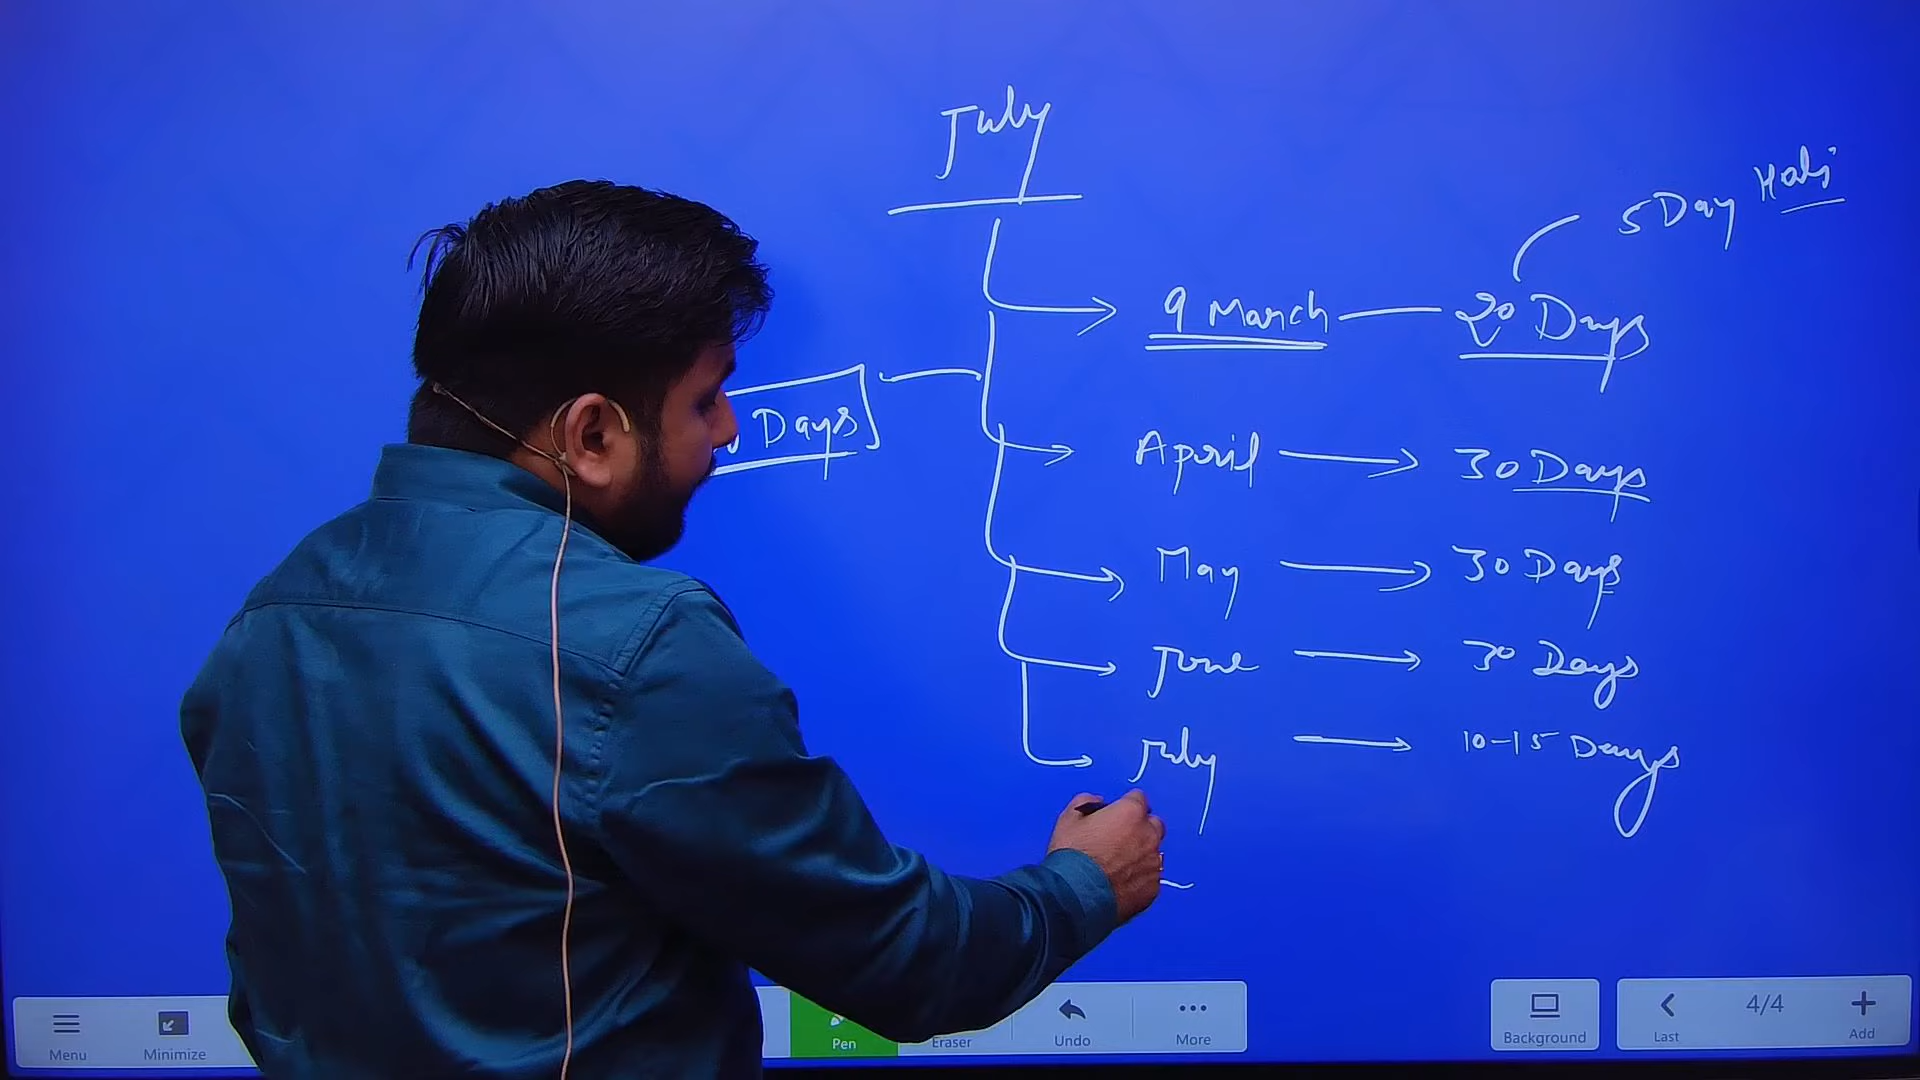 July
5 Day Holi
9 March — 20 Days
Days
April → 30 Days
May → 30 Days
June → 30 Days
July → 10-15 Days
Menu
Minimize
Pen
Eraser
Undo
More
Background
Last
4/4
Add